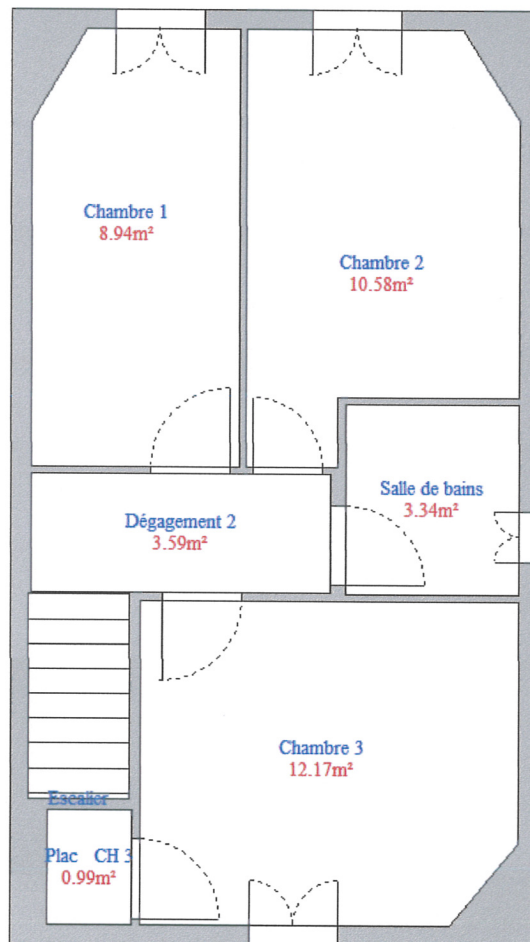 Chambre 1
8.94m²
Chambre 2
10.58m²
Salle de bains
3.34m²
Dégagement 2
3.59m²
Chambre 3
12.17m²
Escalier
Plac CH 3
0.99m²